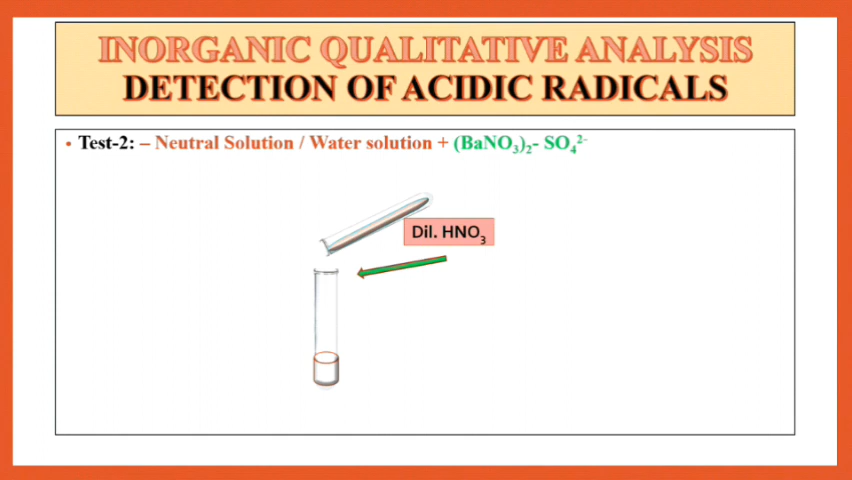 INORGANIC QUALITATIVE ANALYSIS
DETECTION OF ACIDIC RADICALS
• Test-2: – Neutral Solution / Water solution + (BaNO₃)₂- SO₄²⁻
Dil. HNO₃